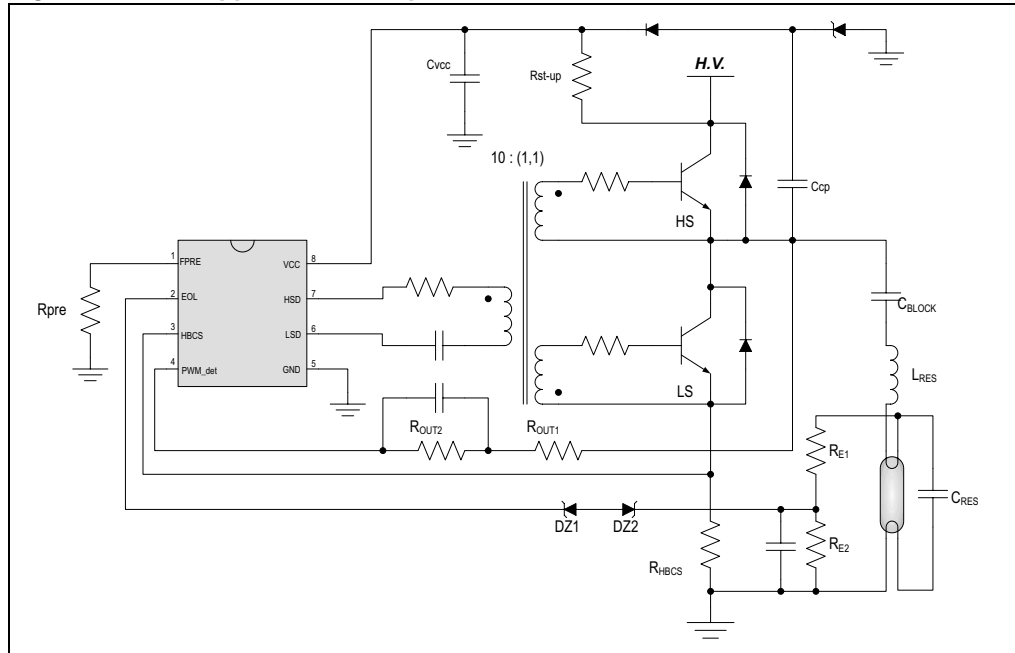 H.V.
Cvcc
Rst-up
10 : (1,1)
Ccp
HS
1
FPRE
VCC
8
2
EOL
HSD
7
3
HBCS
LSD
6
4
PWM_det
GND
5
Rpre
CBLOCK
LRES
LS
ROUT2
ROUT1
RE1
CRES
DZ1
DZ2
RE2
RHBCS